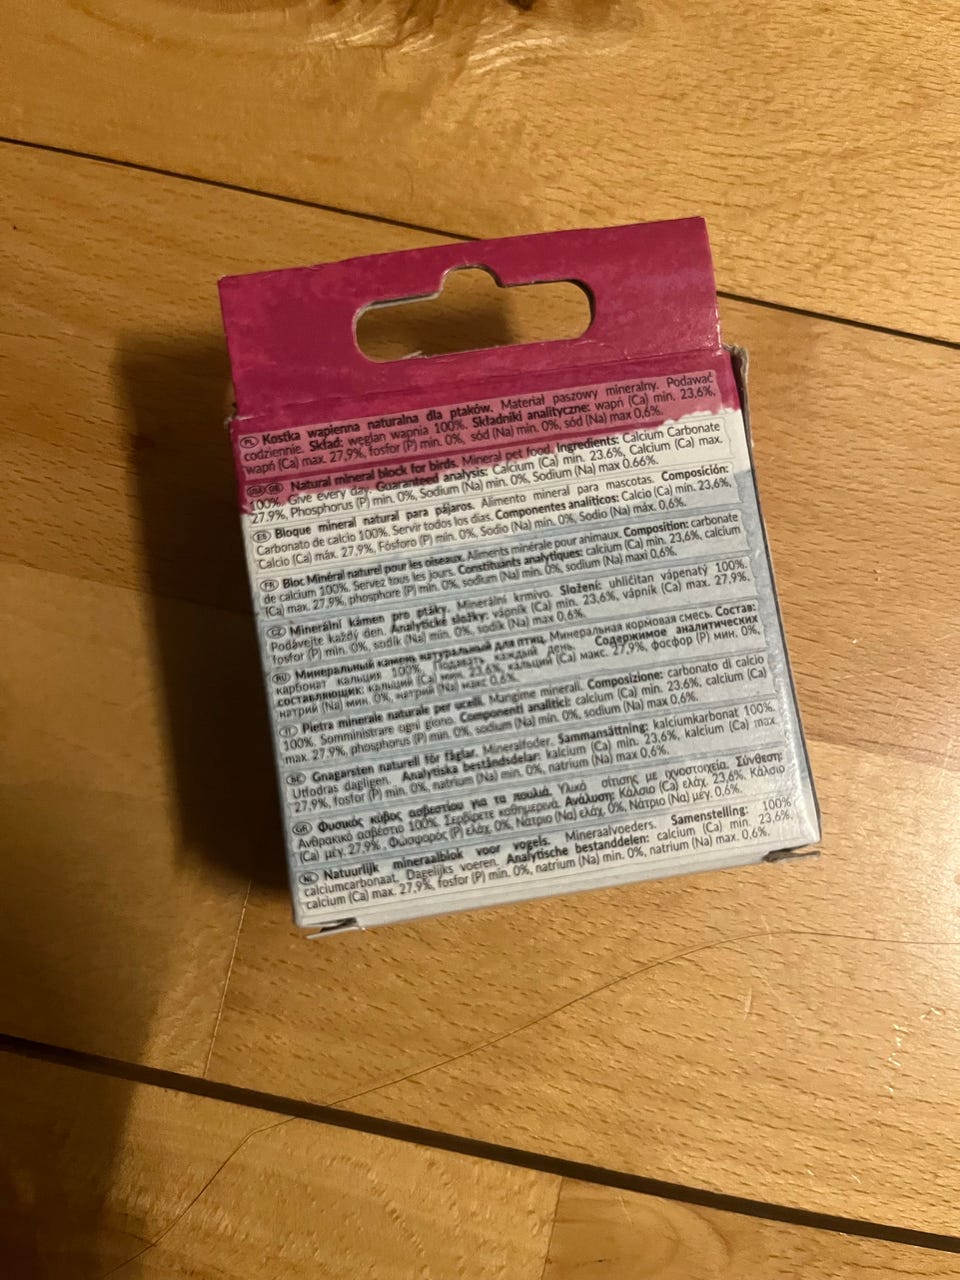 PL Kostka wapienna naturalna dla ptaków. Materiał paszowy mineralny. Podawać
codziennie. Skład: węglan wapnia 100%. Składniki analityczne: wapń (Ca) min. 23,6%,
wapń (Ca) max. 27,9%, fosfor (P) min. 0%, sód (Na) min. 0%, sód (Na) max 0,6%.
GB Natural mineral block for birds. Mineral pet food. Ingredients: Calcium Carbonate
100%. Give every day. Guaranteed analysis: Calcium (Ca) min. 23.6%, Calcium (Ca) max.
27.9%, Phosphorus (P) min. 0%, Sodium (Na) min. 0%, Sodium (Na) max 0.66%.
ES Bloque mineral natural para pájaros. Alimento mineral para mascotas. Composición:
Carbonato de calcio 100%. Servir todos los dias. Componentes analíticos: Calcio (Ca) min. 23,6%,
Calcio (Ca) máx. 27,9%, Fósforo (P) min. 0%, Sodio (Na) min. 0%, Sodio (Na) máx. 0,6%.
FR Bloc Minéral naturel pour les oiseaux. Aliments minérale pour animaux. Composition: carbonate
de calcium 100%. Servez tous les jours. Constituants analytiques: calcium (Ca) min. 23,6%, calcium
(Ca) max. 27,9%, phosphore (P) min. 0%, sodium (Na) min. 0%, sodium (Na) maxi 0,6%.
CZ Minerální kámen pro ptáky. Minerální krmivo. Složení: uhličitan vápenatý 100%.
Podávejte každý den. Analytické složky: vápník (Ca) min. 23,6%, vápník (Ca) max. 27,9%,
fosfor (P) min. 0%, sodík (Na) min. 0%, sodík (Na) max 0,6%.
RU Минеральный камень натуральный для птиц. Минеральная кормовая смесь. Состав:
карбонат кальция 100%. Подавать каждый день. Содержимое аналитических
составляющик: кальций (Ca) мин. 23,6%, кальций (Ca) макс. 27,9%, фосфор (P) мин. 0%,
натрий (Na) мин. 0%, натрий (Na) макс 0,6%.
IT Pietra minerale naturale per ucelli. Mangime minerali. Composizione: carbonato di calcio
100%. Somministrare ogni giono. Componenti analitici: calcium (Ca) min. 23,6%, calcium (Ca)
max. 27,9%, phosphorus (P) min. 0%, sodium (Na) min. 0%, sodium (Na) max 0,6%.
BE Gnagarsten naturell för fåglar. Mineralfoder. Sammansättning: kalciumkarbonat 100%.
Utfodras dagligen. Analytiska beståndsdelar: kalcium (Ca) min. 23,6%, kalcium (Ca) max
27,9%, fosfor (P) min. 0%, natrium (Na) min. 0%, natrium (Na) max 0,6%.
GR Φυσικός κύβος ασβεστίου για τα πουλιά. Υλικό σίτισης με ιχνοστοιχεία. Σύνθεση:
Ανθρακικό ασβέστιο 100%. Σερβίρετε καθημερινά. Ανάλυση: Κάλσιο (Ca) ελάχ. 23,6%, Κάλσιο
(Ca) μέγ. 27,9%, Φώσφορος (P) ελάχ. 0%, Νάτριο (Να) ελάχ. 0%, Νάτριο (Να) μέγ. 0,6%.
NL Natuurlijk mineraalblok voor vogels. Mineraalvoeders. Samenstelling: 100%
calciumcarbonaat. Dagelijks voeren. Analytische bestanddelen: calcium (Ca) min. 23,6%,
calcium (Ca) max. 27,9%, fosfor (P) min. 0%, natrium (Na) min. 0%, natrium (Na) max. 0,6%.